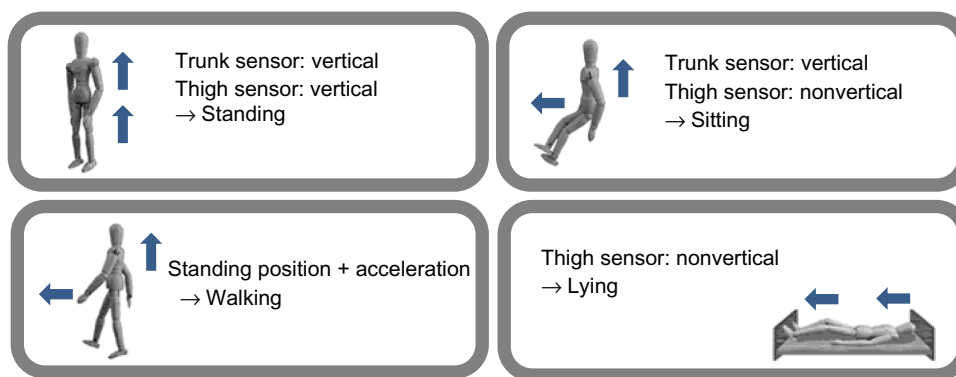 Trunk sensor: vertical
Thigh sensor: vertical
→ Standing
Trunk sensor: vertical
Thigh sensor: nonvertical
→ Sitting
Standing position + acceleration
→ Walking
Thigh sensor: nonvertical
→ Lying